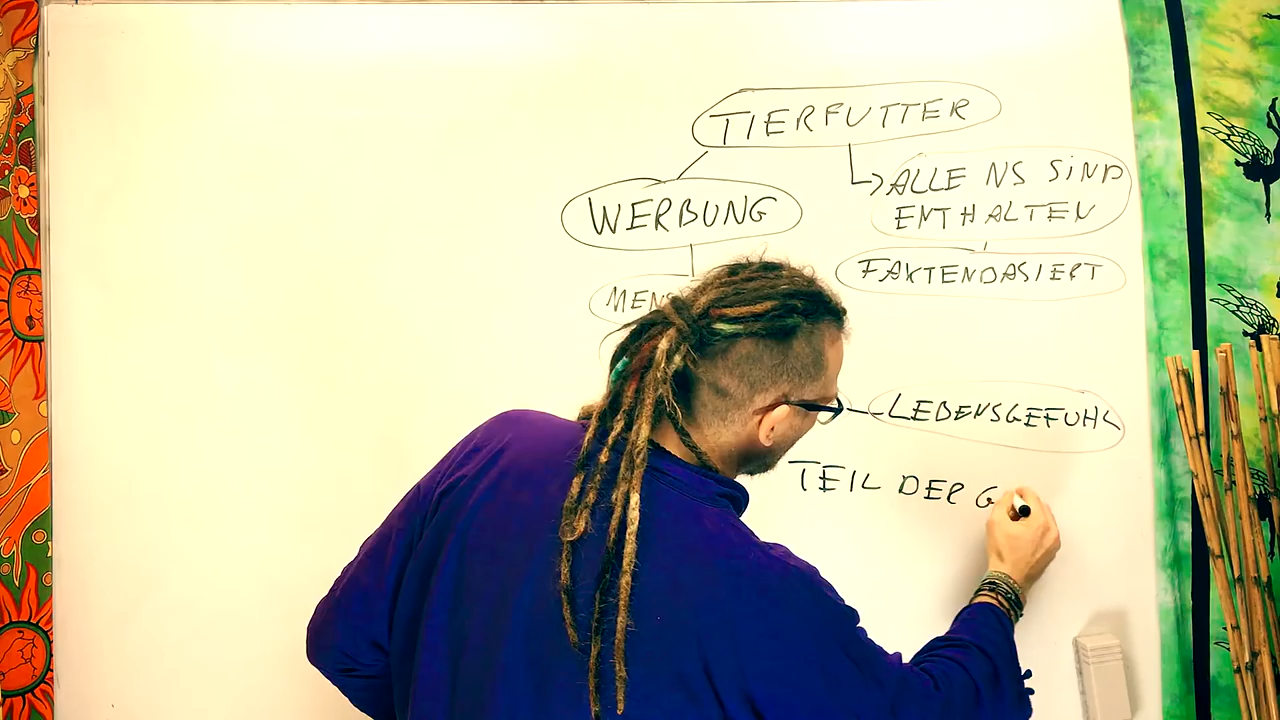 TIERFUTTER
WERBUNG
ALLE NS SIND
ENTHALTEN
FAKTENBASIERT
LEBENSGEFÜHL
TEIL DER G